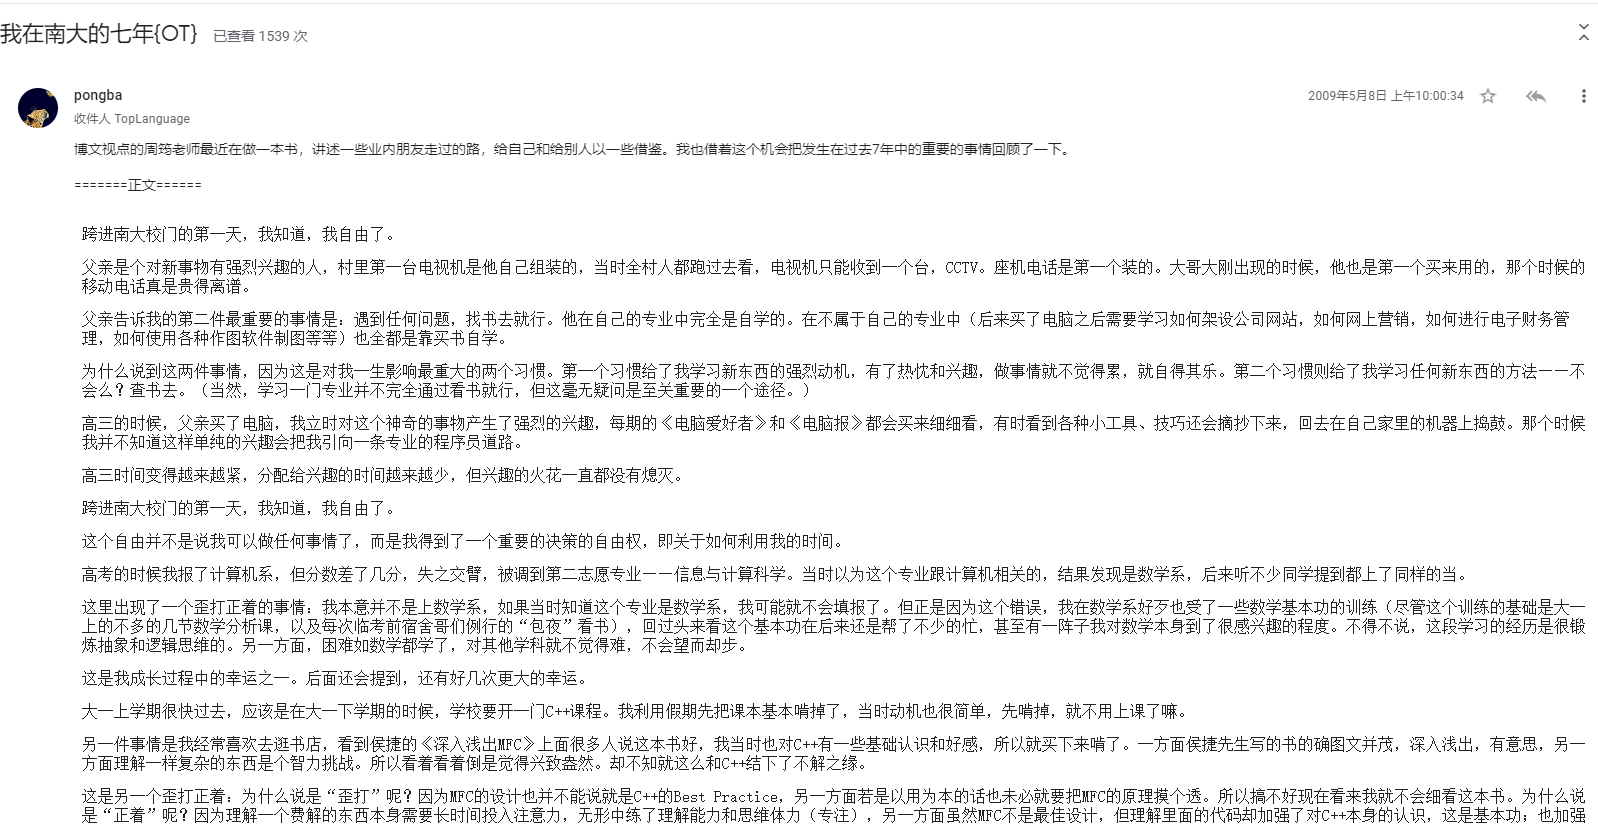 我在南大的七年{OT} 已查看 1539 次
pongba
2009年5月8日 上午10:00:34
收件人 TopLanguage
博文视点的周筠老师最近在做一本书，讲述一些业内朋友走过的路，给自己和给别人以一些借鉴。我也借着这个机会把发生在过去7年中的重要的事情回顾了一下。
=======正文======
跨进南大校门的第一天，我知道，我自由了。
父亲是个对新事物有强烈兴趣的人，村里第一台电视机是他自己组装的，当时全村人都跑过去看，电视机只能收到一个台，CCTV。座机电话是第一个装的。大哥大刚出现的时候，他也是第一个买来用的，那个时候的
移动电话真是贵得离谱。
父亲告诉我的第二件最重要的事情是：遇到任何问题，找书去就行。他在自己的专业中完全是自学的。在不属于自己的专业中（后来买了电脑之后需要学习如何架设公司网站，如何网上营销，如何进行电子财务管
理，如何使用各种作图软件制图等等）也全都是靠买书自学。
为什么说到这两件事情，因为这是对我一生影响最重大的两个习惯。第一个习惯给了我学习新东西的强烈动机，有了热忱和兴趣，做事情就不觉得累，就自得其乐。第二个习惯则给了我学习任何新东西的方法——不
会么？查书去。（当然，学习一门专业并不完全通过看书就行，但这毫无疑问是至关重要的一个途径。）
高三的时候，父亲买了电脑，我立时对这个神奇的事物产生了强烈的兴趣，每期的《电脑爱好者》和《电脑报》都会买来细细看，有时看到各种小工具、技巧还会摘抄下来，回去在自己家里的机器上捣鼓。那个时候
我并不知道这样单纯的兴趣会把我引向一条专业的程序员道路。
高三时间变得越来越紧，分配给兴趣的时间越来越少，但兴趣的火花一直都没有熄灭。
跨进南大校门的第一天，我知道，我自由了。
这个自由并不是说我可以做任何事情了，而是我得到了一个重要的决策的自由权，即关于如何利用我的时间。
高考的时候我报了计算机系，但分数差了几分，失之交臂，被调到第二志愿专业——信息与计算科学。当时以为这个专业跟计算机相关的，结果发现是数学系，后来听不少同学提到都上了同样的当。
这里出现了一个歪打正着的事情：我本意并不是上数学系，如果当时知道这个专业是数学系，我可能就不会填报了。但正是因为这个错误，我在数学系好歹也受了一些数学基本功的训练（尽管这个训练的基础是大一
上的不多的几节数学分析课，以及每次临考前宿舍哥们例行的“包夜”看书），回过头来看这个基本功在后来还是帮了不少的忙，甚至有一阵子我对数学本身到了很感兴趣的程度。不得不说，这段学习的经历是很锻
炼抽象和逻辑思维的。另一方面，困难如数学都学了，对其他学科就不觉得难，不会望而却步。
这是我成长过程中的幸运之一。后面还会提到，还有好几次更大的幸运。
大一上学期很快过去，应该是在大一下学期的时候，学校要开一门C++课程。我利用假期先把课本基本啃掉了，当时动机也很简单，先啃掉，就不用上课了嘛。
另一件事情是我经常喜欢去逛书店，看到侯捷的《深入浅出MFC》上面很多人说这本书好，我当时也对C++有一些基础认识和好感，所以就买下来啃了。一方面侯捷先生写的书的确图文并茂，深入浅出，有意思，另一
方面理解一样复杂的东西是个智力挑战。所以看着看着倒是觉得兴致盎然。却不知就这么和C++结下了不解之缘。
这是另一个歪打正着：为什么说是“歪打”呢？因为MFC的设计也并不能说就是C++的Best Practice，另一方面若是以用为本的话也未必就要把MFC的原理摸个透。所以搞不好现在看来我就不会细看这本书。为什么说
是“正着”呢？因为理解一个费解的东西本身需要长时间投入注意力，无形中练了理解能力和思维体力（专注），另一方面虽然MFC不是最佳设计，但理解里面的代码却加强了对C++本身的认识，这是基本功；也加强